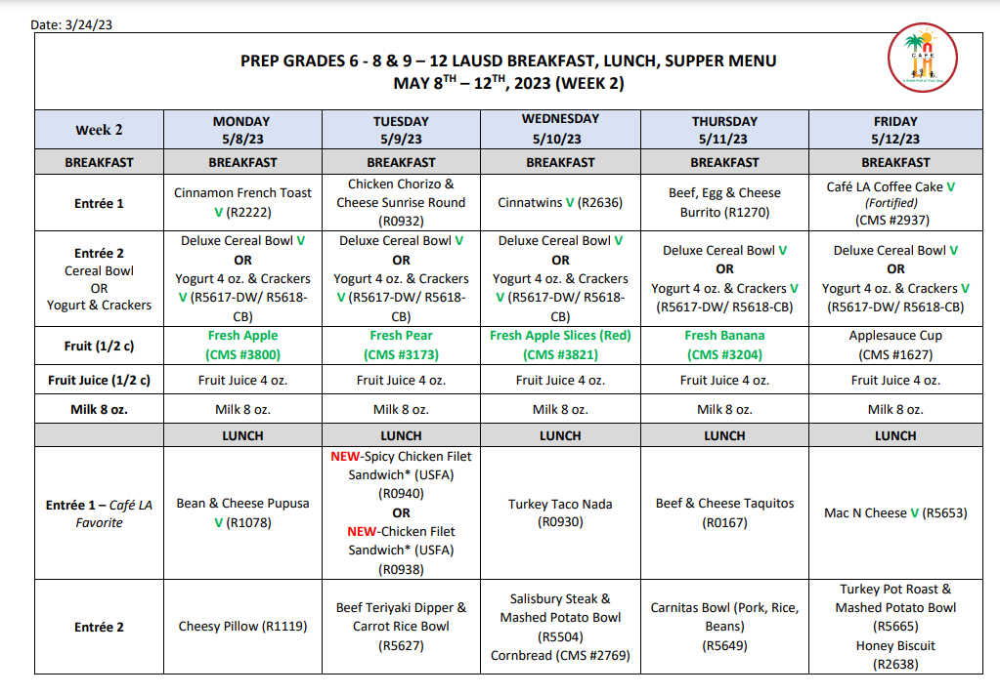 Date: 3/24/23
PREP GRADES 6 - 8 & 9 – 12 LAUSD BREAKFAST, LUNCH, SUPPER MENU
MAY 8TH – 12TH, 2023 (WEEK 2)
CAFE
Week 2
MONDAY
5/8/23
TUESDAY
5/9/23
WEDNESDAY
5/10/23
THURSDAY
5/11/23
FRIDAY
5/12/23
BREAKFAST
BREAKFAST
BREAKFAST
BREAKFAST
BREAKFAST
BREAKFAST
Entrée 1
Cinnamon French Toast
V (R2222)
Chicken Chorizo &
Cheese Sunrise Round
(R0932)
Cinnatwins V (R2636)
Beef, Egg & Cheese
Burrito (R1270)
Café LA Coffee Cake V
(Fortified)
(CMS #2937)
Entrée 2
Cereal Bowl
OR
Yogurt & Crackers
Deluxe Cereal Bowl V
OR
Yogurt 4 oz. & Crackers
V (R5617-DW/ R5618-
CB)
Deluxe Cereal Bowl V
OR
Yogurt 4 oz. & Crackers
V (R5617-DW/ R5618-
CB)
Deluxe Cereal Bowl V
OR
Yogurt 4 oz. & Crackers
V (R5617-DW/ R5618-
CB)
Deluxe Cereal Bowl V
OR
Yogurt 4 oz. & Crackers V
(R5617-DW/ R5618-CB)
Deluxe Cereal Bowl V
OR
Yogurt 4 oz. & Crackers V
(R5617-DW/ R5618-CB)
Fruit (1/2 c)
Fresh Apple
(CMS #3800)
Fresh Pear
(CMS #3173)
Fresh Apple Slices (Red)
(CMS #3821)
Fresh Banana
(CMS #3204)
Applesauce Cup
(CMS #1627)
Fruit Juice (1/2 c)
Fruit Juice 4 oz.
Fruit Juice 4 oz.
Fruit Juice 4 oz.
Fruit Juice 4 oz.
Fruit Juice 4 oz.
Milk 8 oz.
Milk 8 oz.
Milk 8 oz.
Milk 8 oz.
Milk 8 oz.
Milk 8 oz.
LUNCH
LUNCH
LUNCH
LUNCH
LUNCH
Entrée 1 – Café LA
Favorite
Bean & Cheese Pupusa
V (R1078)
NEW-Spicy Chicken Filet
Sandwich* (USFA)
(R0940)
OR
NEW-Chicken Filet
Sandwich* (USFA)
(R0938)
Turkey Taco Nada
(R0930)
Beef & Cheese Taquitos
(R0167)
Mac N Cheese V (R5653)
Entrée 2
Cheesy Pillow (R1119)
Beef Teriyaki Dipper &
Carrot Rice Bowl
(R5627)
Salisbury Steak &
Mashed Potato Bowl
(R5504)
Cornbread (CMS #2769)
Carnitas Bowl (Pork, Rice,
Beans)
(R5649)
Turkey Pot Roast &
Mashed Potato Bowl
(R5665)
Honey Biscuit
(R2638)